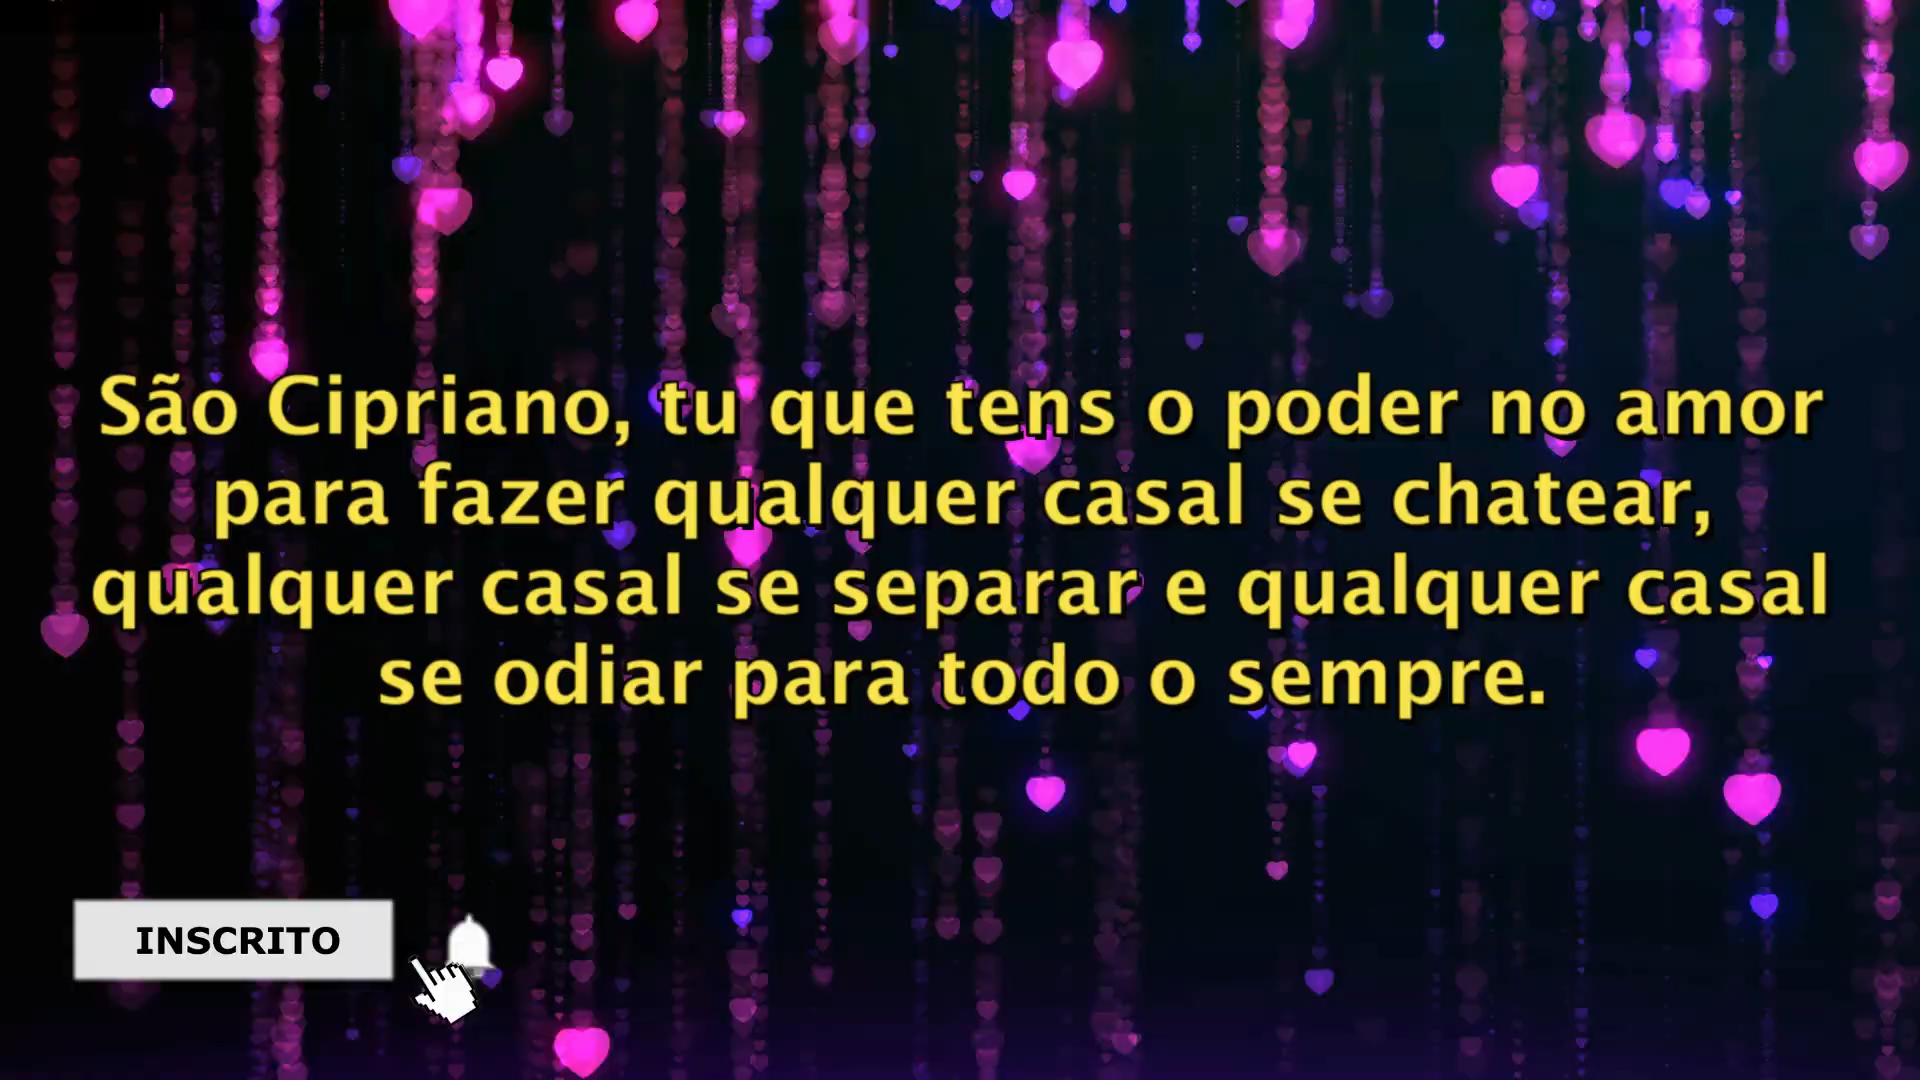 São Cipriano, tu que tens o poder no amor
para fazer qualquer casal se chatear,
qualquer casal se separar e qualquer casal
se odiar para todo o sempre.
INSCRITO